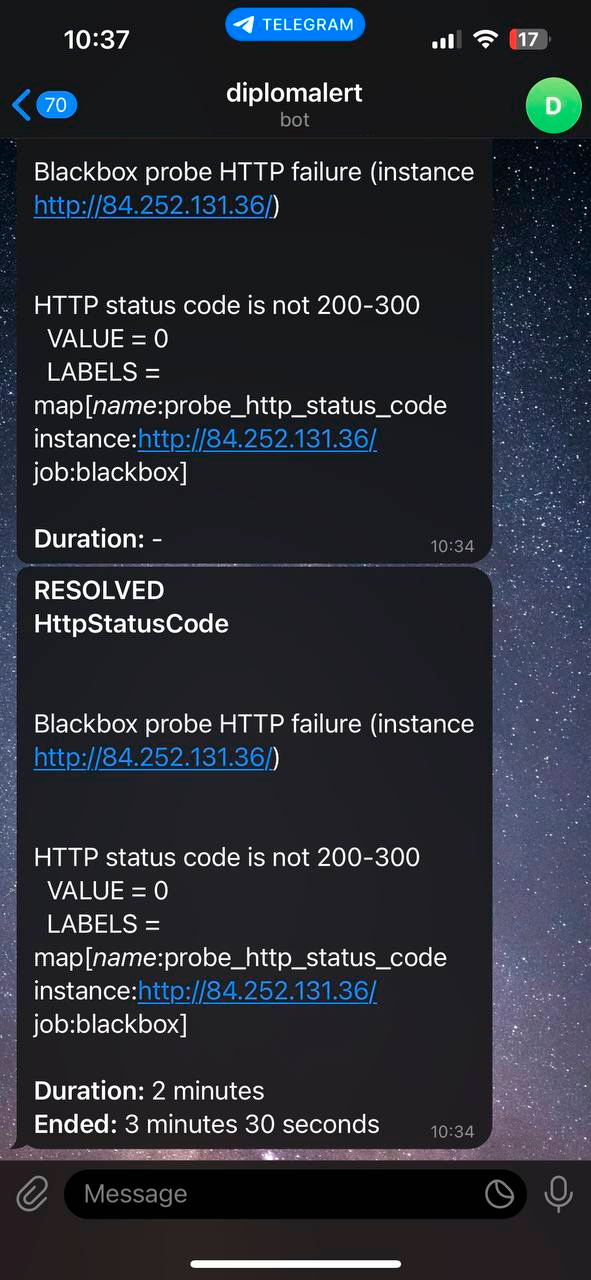 10:37
TELEGRAM
17
70
diplomalert
bot
D
Blackbox probe HTTP failure (instance
http://84.252.131.36/)
HTTP status code is not 200-300
VALUE = 0
LABELS =
map[name:probe_http_status_code
instance:http://84.252.131.36/
job:blackbox]
Duration: -
10:34
RESOLVED
HttpStatusCode
Blackbox probe HTTP failure (instance
http://84.252.131.36/)
HTTP status code is not 200-300
VALUE = 0
LABELS =
map[name:probe_http_status_code
instance:http://84.252.131.36/
job:blackbox]
Duration: 2 minutes
Ended: 3 minutes 30 seconds
10:34
Message